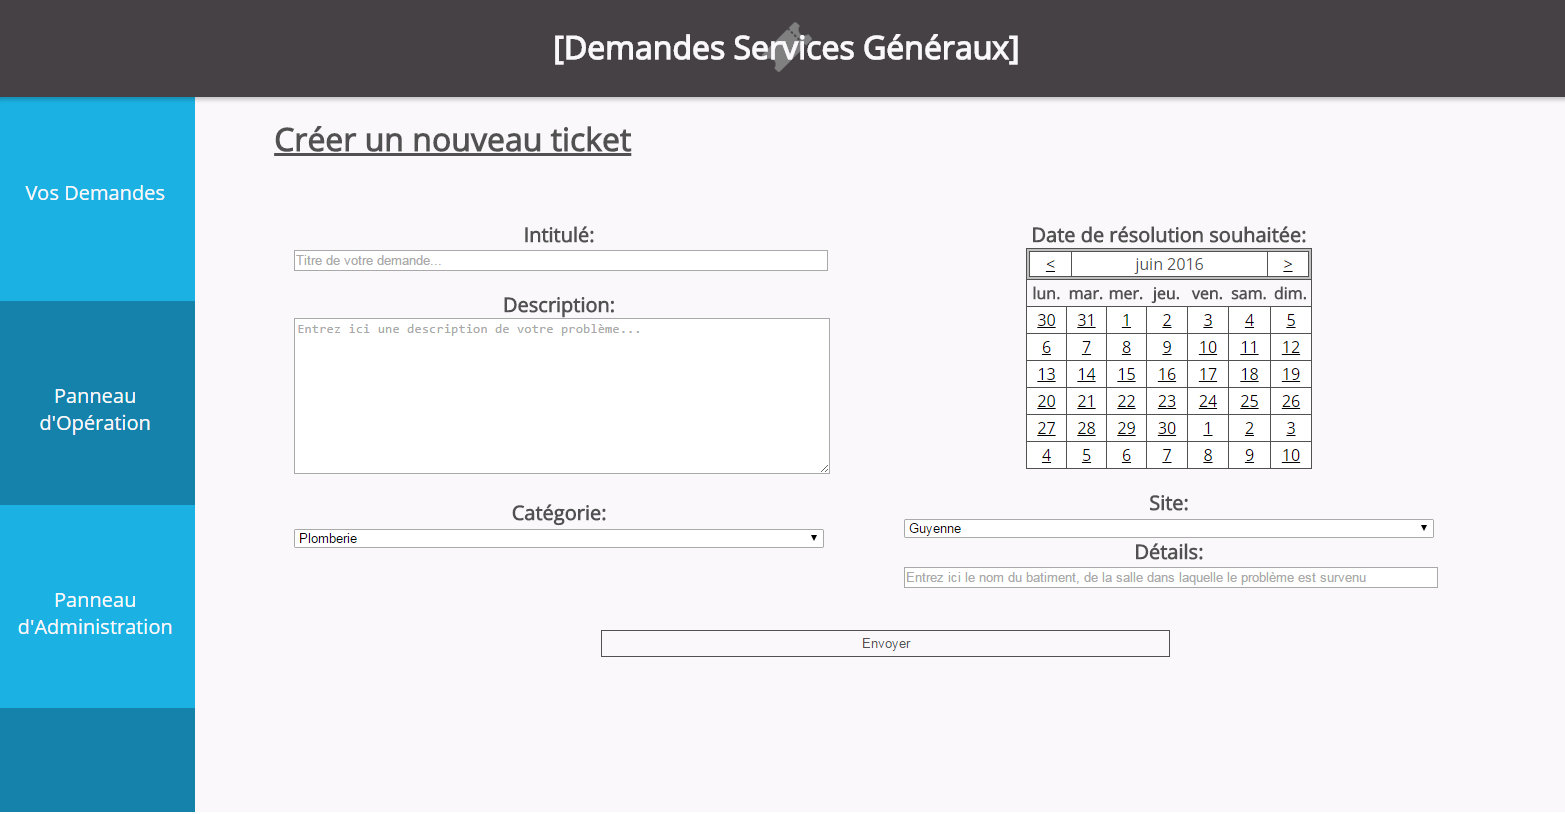 [Demandes Services Généraux]
Vos Demandes
Panneau
d'Opération
Panneau
d'Administration
Créer un nouveau ticket
Intitulé:
Titre de votre demande...
Description:
Entrez ici une description de votre problème...
Catégorie:
Plomberie
Date de résolution souhaitée:
< juin 2016 >
lun. mar. mer. jeu. ven. sam. dim.
30 31 1 2 3 4 5
6 7 8 9 10 11 12
13 14 15 16 17 18 19
20 21 22 23 24 25 26
27 28 29 30 1 2 3
4 5 6 7 8 9 10
Site:
Guyenne
Détails:
Entrez ici le nom du batiment, de la salle dans laquelle le problème est survenu
Envoyer